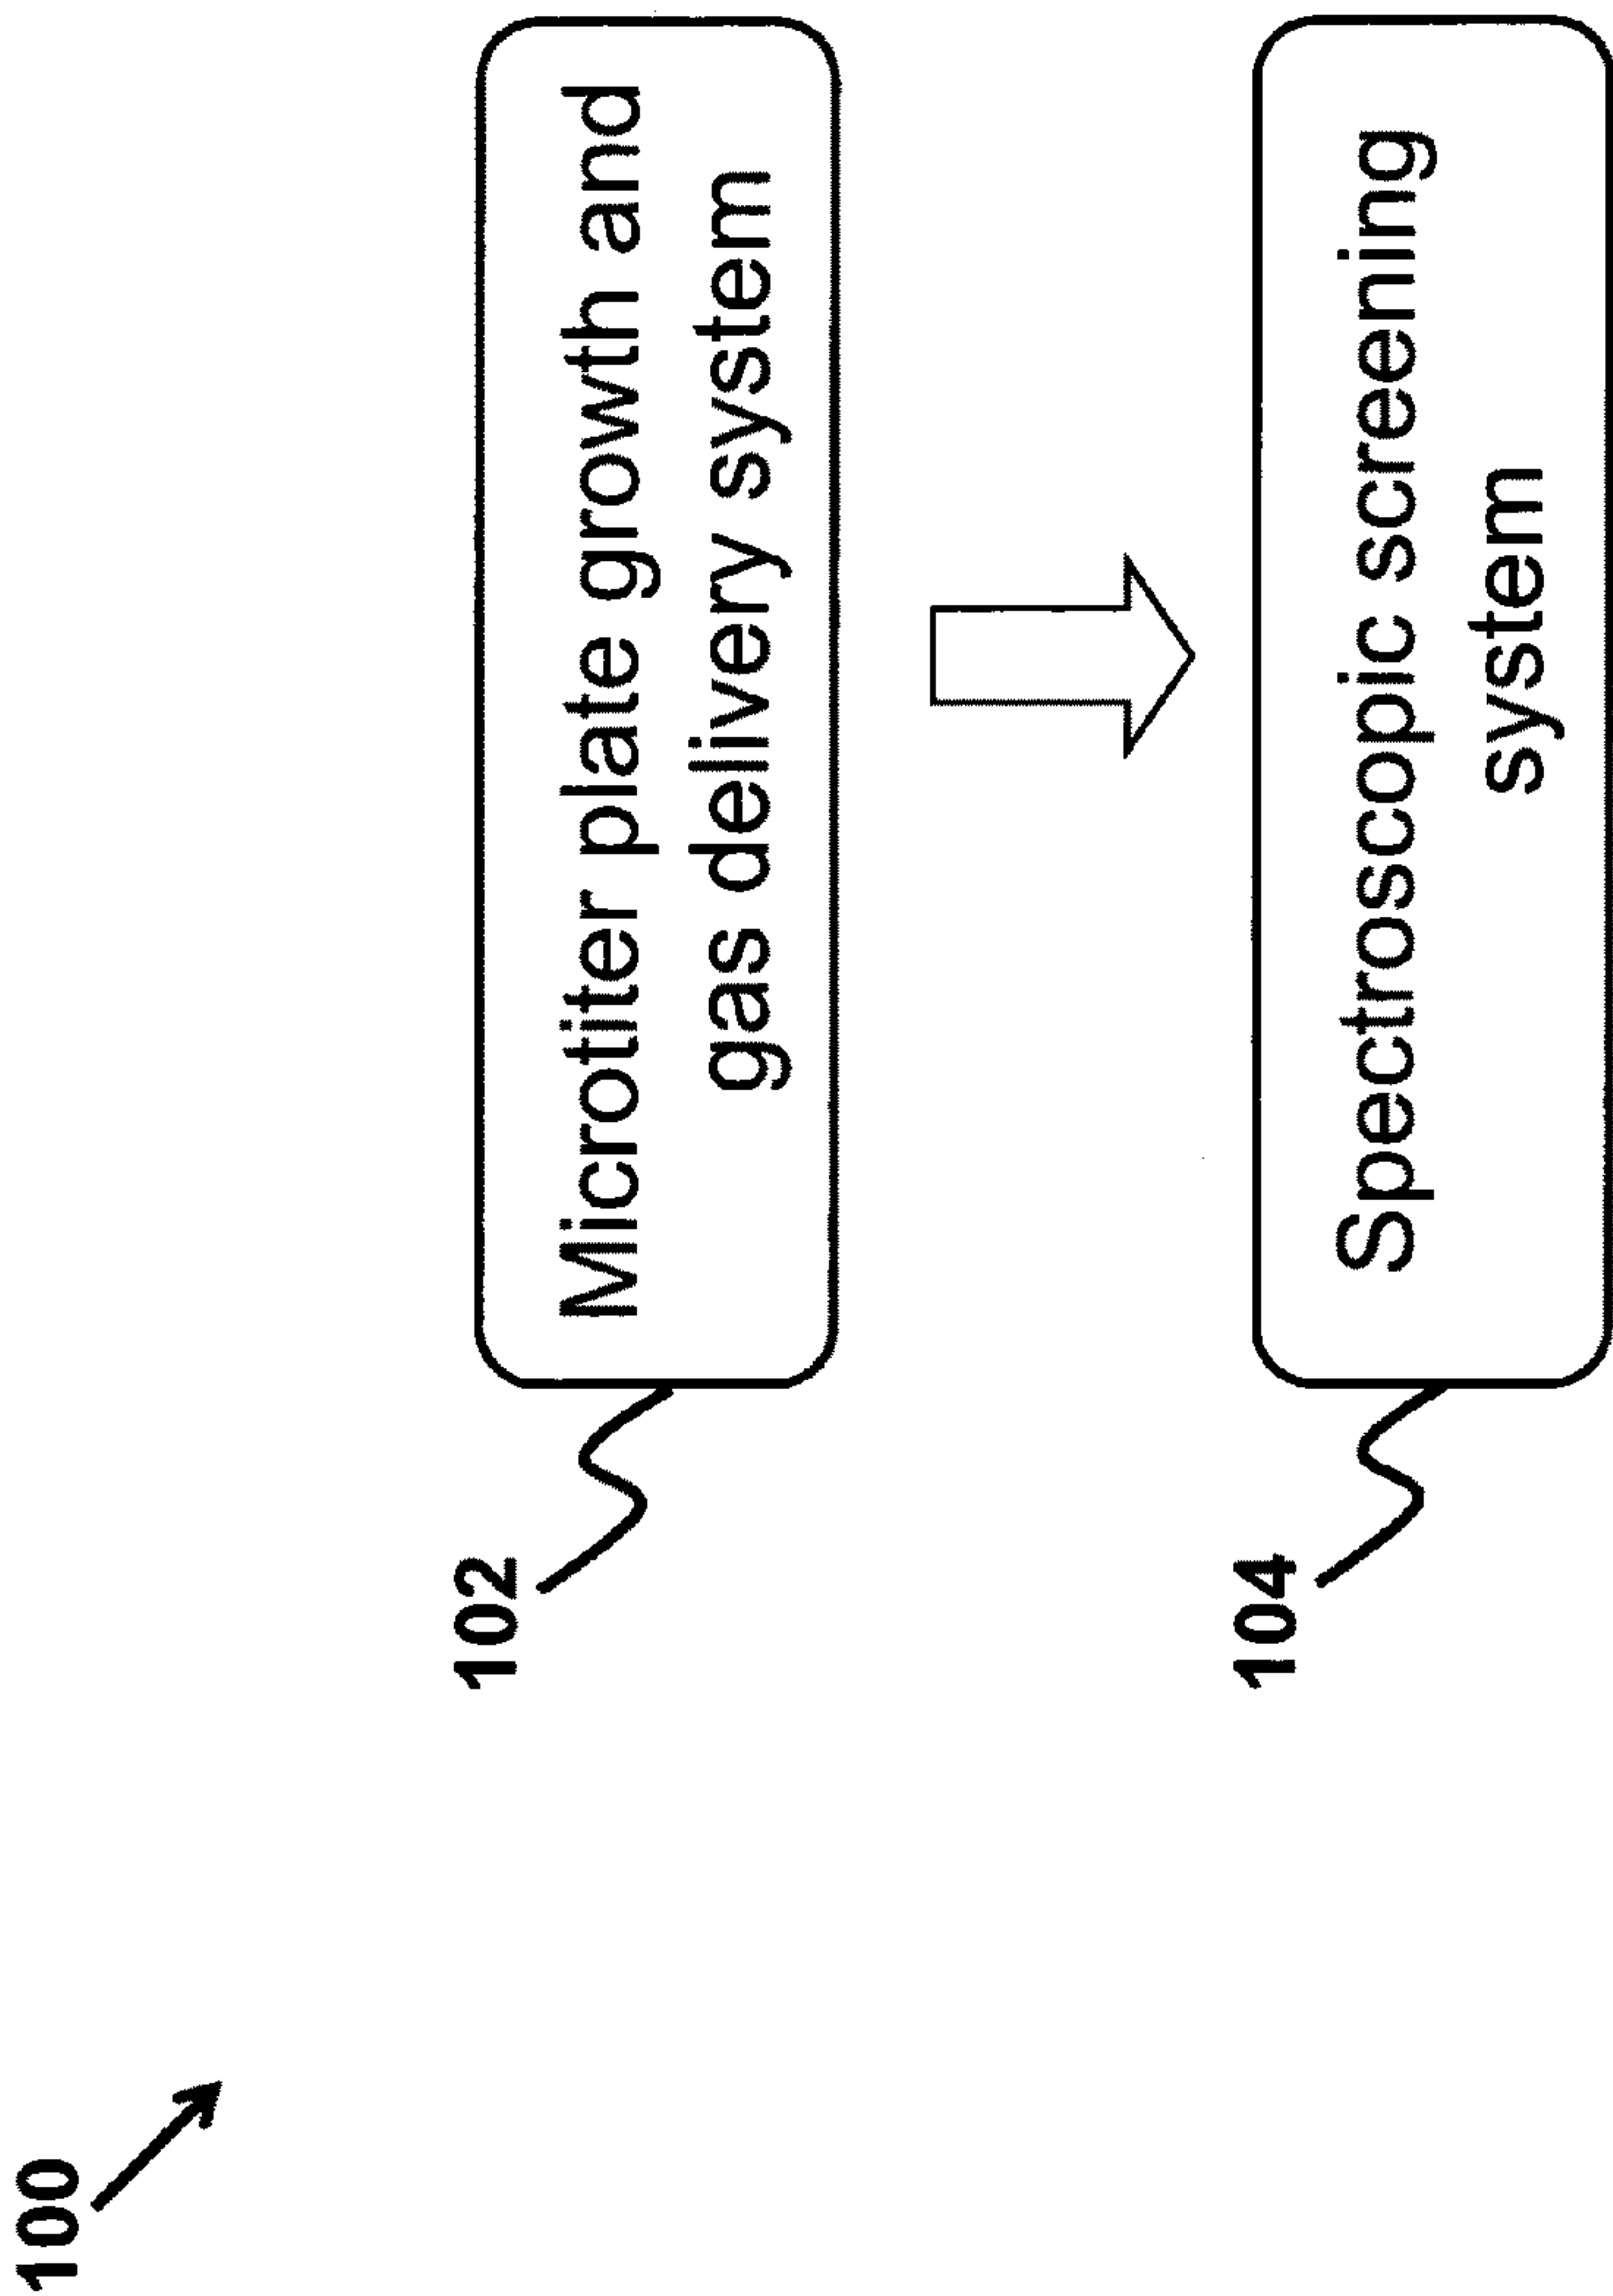 100
102
Microtiter plate growth and
gas delivery system
104
Spectroscopic screening
system